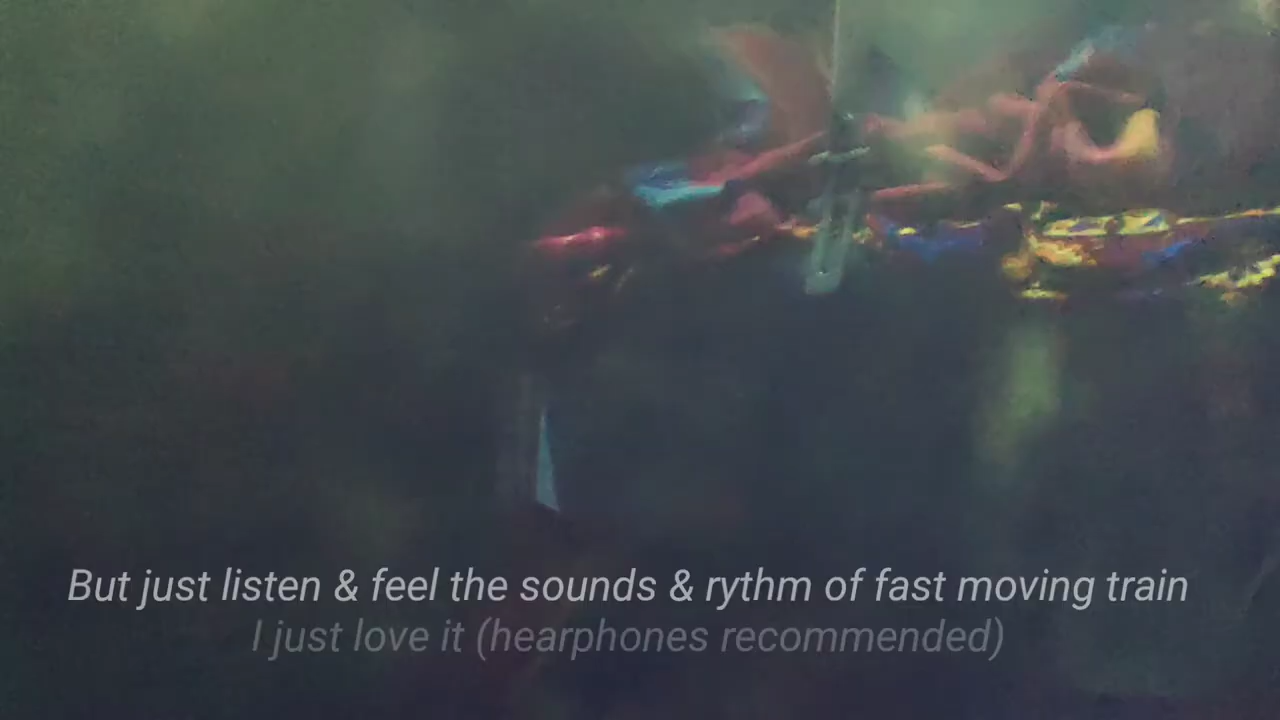 But just listen & feel the sounds & rythm of fast moving train
I just love it (hearphones recommended)